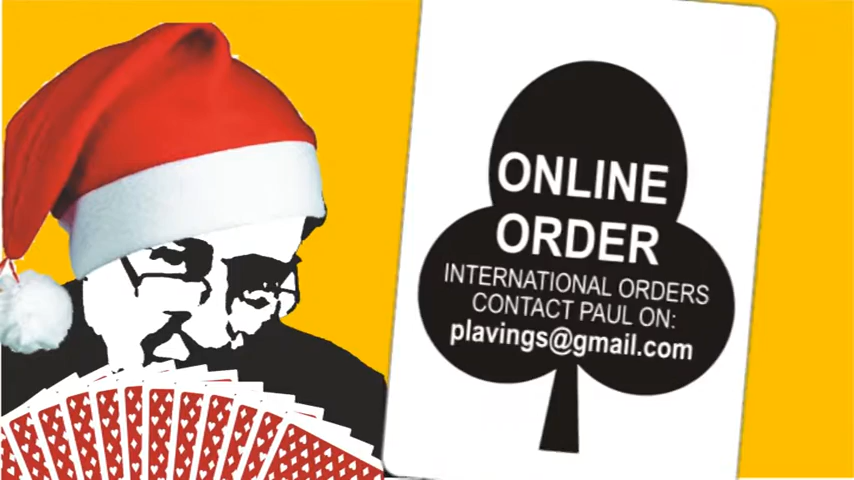 ONLINE
ORDER
INTERNATIONAL ORDERS
CONTACT PAUL ON:
plavings@gmail.com